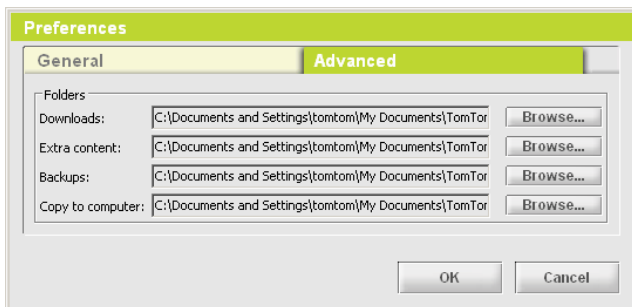 Preferences
General Advanced
Folders
Downloads: C:\Documents and Settings\tomtom\My Documents\TomTor Browse...
Extra content: C:\Documents and Settings\tomtom\My Documents\TomTor Browse...
Backups: C:\Documents and Settings\tomtom\My Documents\TomTor Browse...
Copy to computer: C:\Documents and Settings\tomtom\My Documents\TomTor Browse...
OK Cancel